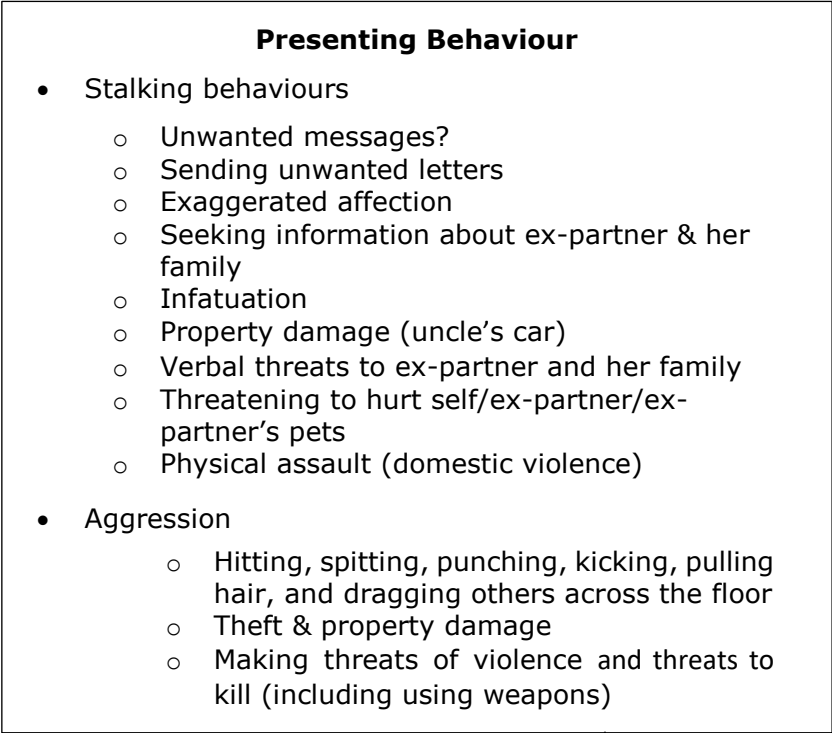 Presenting Behaviour
• Stalking behaviours
o Unwanted messages?
o Sending unwanted letters
o Exaggerated affection
o Seeking information about ex-partner & her
family
o Infatuation
o Property damage (uncle's car)
o Verbal threats to ex-partner and her family
o Threatening to hurt self/ex-partner/ex-
partner's pets
o Physical assault (domestic violence)
• Aggression
o Hitting, spitting, punching, kicking, pulling
hair, and dragging others across the floor
o Theft & property damage
o Making threats of violence and threats to
kill (including using weapons)